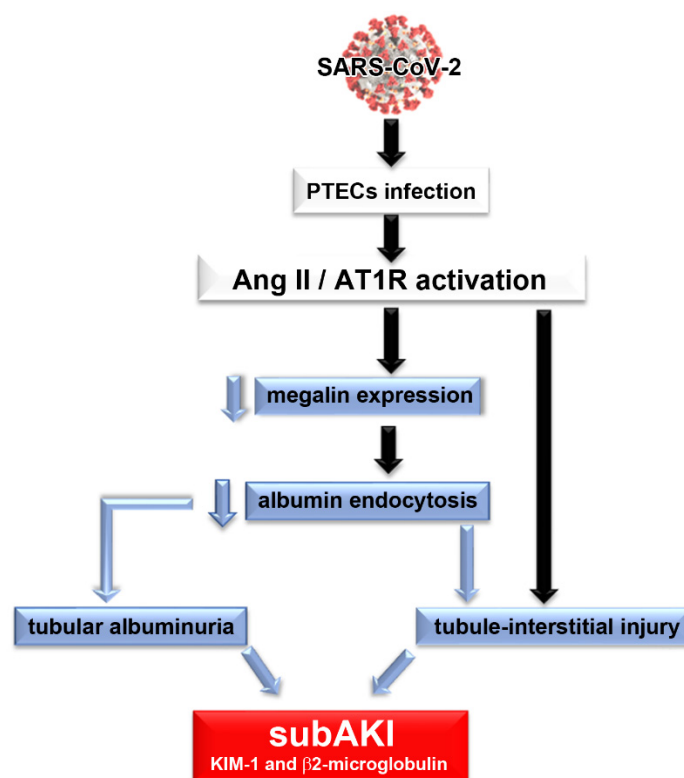 SARS-CoV-2
PTECs infection
Ang II / AT1R activation
megalin expression
albumin endocytosis
tubular albuminuria
tubule-interstitial injury
subAKI
KIM-1 and β2-microglobulin